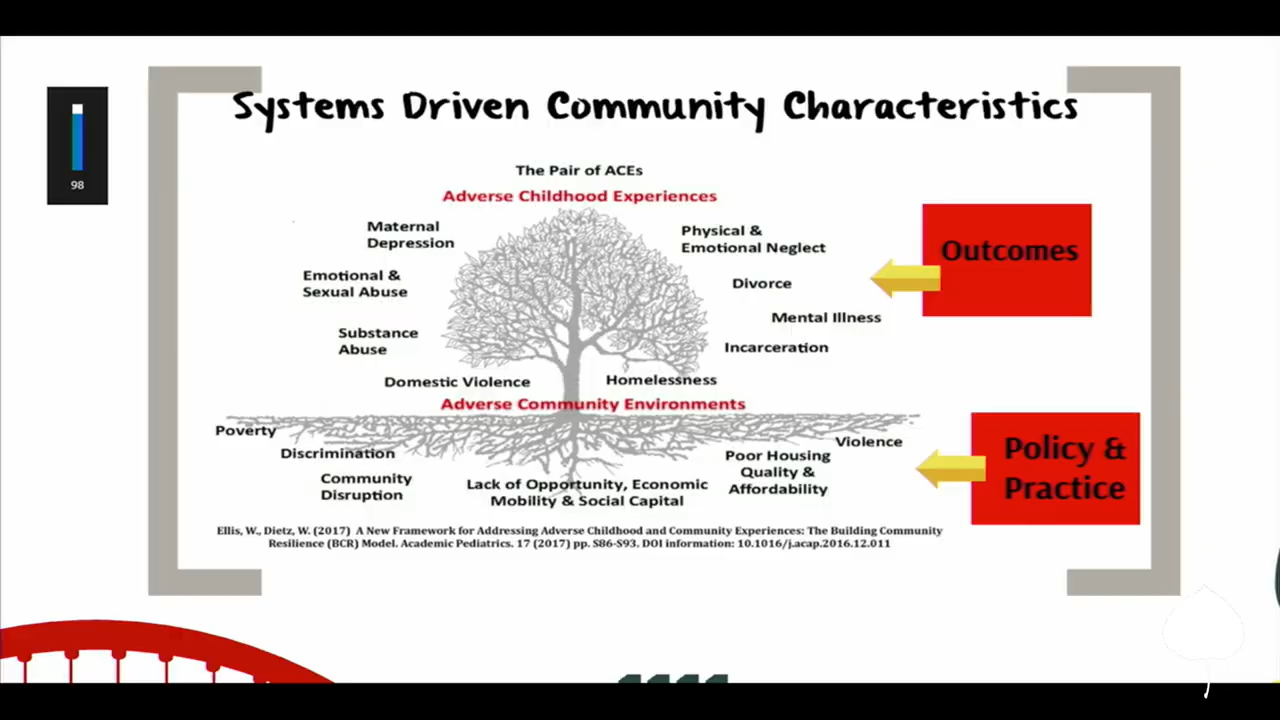 Systems Driven Community Characteristics
98
The Pair of ACEs
Adverse Childhood Experiences
Maternal
Depression
Physical &
Emotional Neglect
Outcomes
Emotional &
Sexual Abuse
Divorce
Mental Illness
Substance
Abuse
Incarceration
Domestic Violence
Homelessness
Adverse Community Environments
Poverty
Discrimination
Community
Disruption
Lack of Opportunity, Economic
Mobility & Social Capital
Poor Housing
Quality &
Affordability
Violence
Policy &
Practice
Ellis, W., Dietz, W. (2017) A New Framework for Addressing Adverse Childhood and Community Experiences: The Building Community
Resilience (BCR) Model. Academic Pediatrics. 17 (2017) pp. S86-S93. DOI information: 10.1016/j.acap.2016.12.011